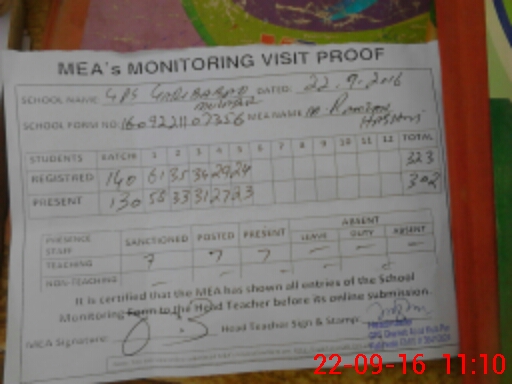 MEA's MONITORING VISIT PROOF
SCHOOL NAME: GPS DATED: 22.9.2016
SCHOOL FORM NO: MEA NAME
STUDENTS KATCHI 1 2 3 4 5 6 7 8 9 10 11 12 TOTAL
REGISTRED 140 61 35 34 29 24 323
PRESENT 130 58 33 31 27 23 302
PRESENCE STAFF SANCTIONED POSTED PRESENT ABSENT
LEAVE DUTY ABSENT
TEACHING 7 7 7 - - -
NON-TEACHING - - -
It is certified that the MEA has shown all entries of the School
Monitoring Form to the Head Teacher before its online submission.
MEA Signature: Head Teacher Sign & Stamp:
22-09-16 11:10